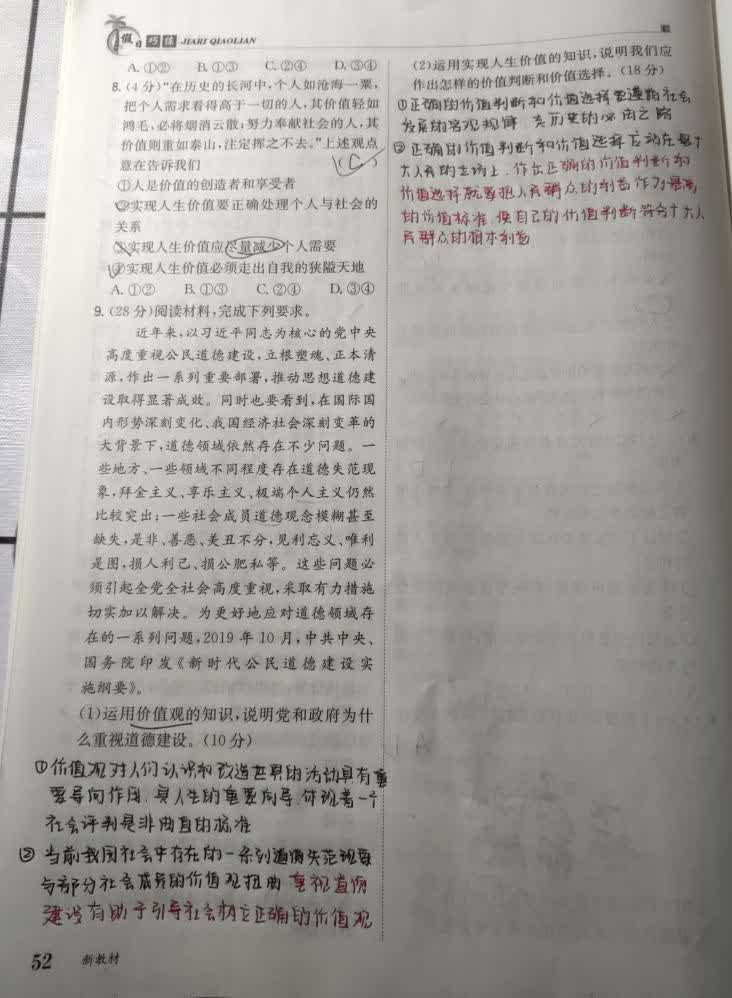 假日巧练 JIARI QIAOLIAN
A. ①② B. ①③ C. ②④ D. ③④
8. (4 分)“在历史的长河中,个人如沧海一粟,
把个人需求看得高于一切的人,其价值轻如
鸿毛,必将烟消云散;努力奉献社会的人,其
价值则重如泰山,注定挥之不去。”上述观点
意在告诉我们 (C)
①人是价值的创造者和享受者
②实现人生价值要正确处理个人与社会的
关系
③实现人生价值应尽量减少个人需要
④实现人生价值必须走出自我的狭隘天地
A. ①② B. ①③ C. ②④ D. ③④
9. (28 分)阅读材料,完成下列要求。
近年来,以习近平同志为核心的党中央
高度重视公民道德建设,立根塑魂、正本清
源,作出一系列重要部署,推动思想道德建
设取得显著成效。同时也要看到,在国际国
内形势深刻变化、我国经济社会深刻变革的
大背景下,道德领域依然存在不少问题。一
些地方、一些领域不同程度存在道德失范现
象,拜金主义、享乐主义、极端个人主义仍然
比较突出;一些社会成员道德观念模糊甚至
缺失,是非、善恶、美丑不分,见利忘义、唯利
是图,损人利己、损公肥私等。这些问题必
须引起全党全社会高度重视,采取有力措施
切实加以解决。为更好地应对道德领域存
在的一系列问题,2019 年 10 月,中共中央、
国务院印发《新时代公民道德建设实
施纲要》。
(1)运用价值观的知识,说明党和政府为什
么重视道德建设。(10 分)
①价值观对人们认识和改造世界的活动具有重
要导向作用,是人生的重要向导,体现着一个
社会评判是非曲直的标准
②当前我国社会中存在的一系列道德失范现象
与部分社会成员的价值观扭曲 重视道德
建设有助于引导社会树立正确的价值观
52 新教材
(2)运用实现人生价值的知识,说明我们应
作出怎样的价值判断和价值选择。(18 分)
①正确的价值判断和价值选择要遵循社会
发展的客观规律 历史的必由之路
②正确的价值判断和价值选择应站在最广
大人民的立场上. 作出正确的价值判断和
价值选择就要把人民群众的利益作为最高
的价值标准 使自己的价值判断符合广大人
民群众的根本利益